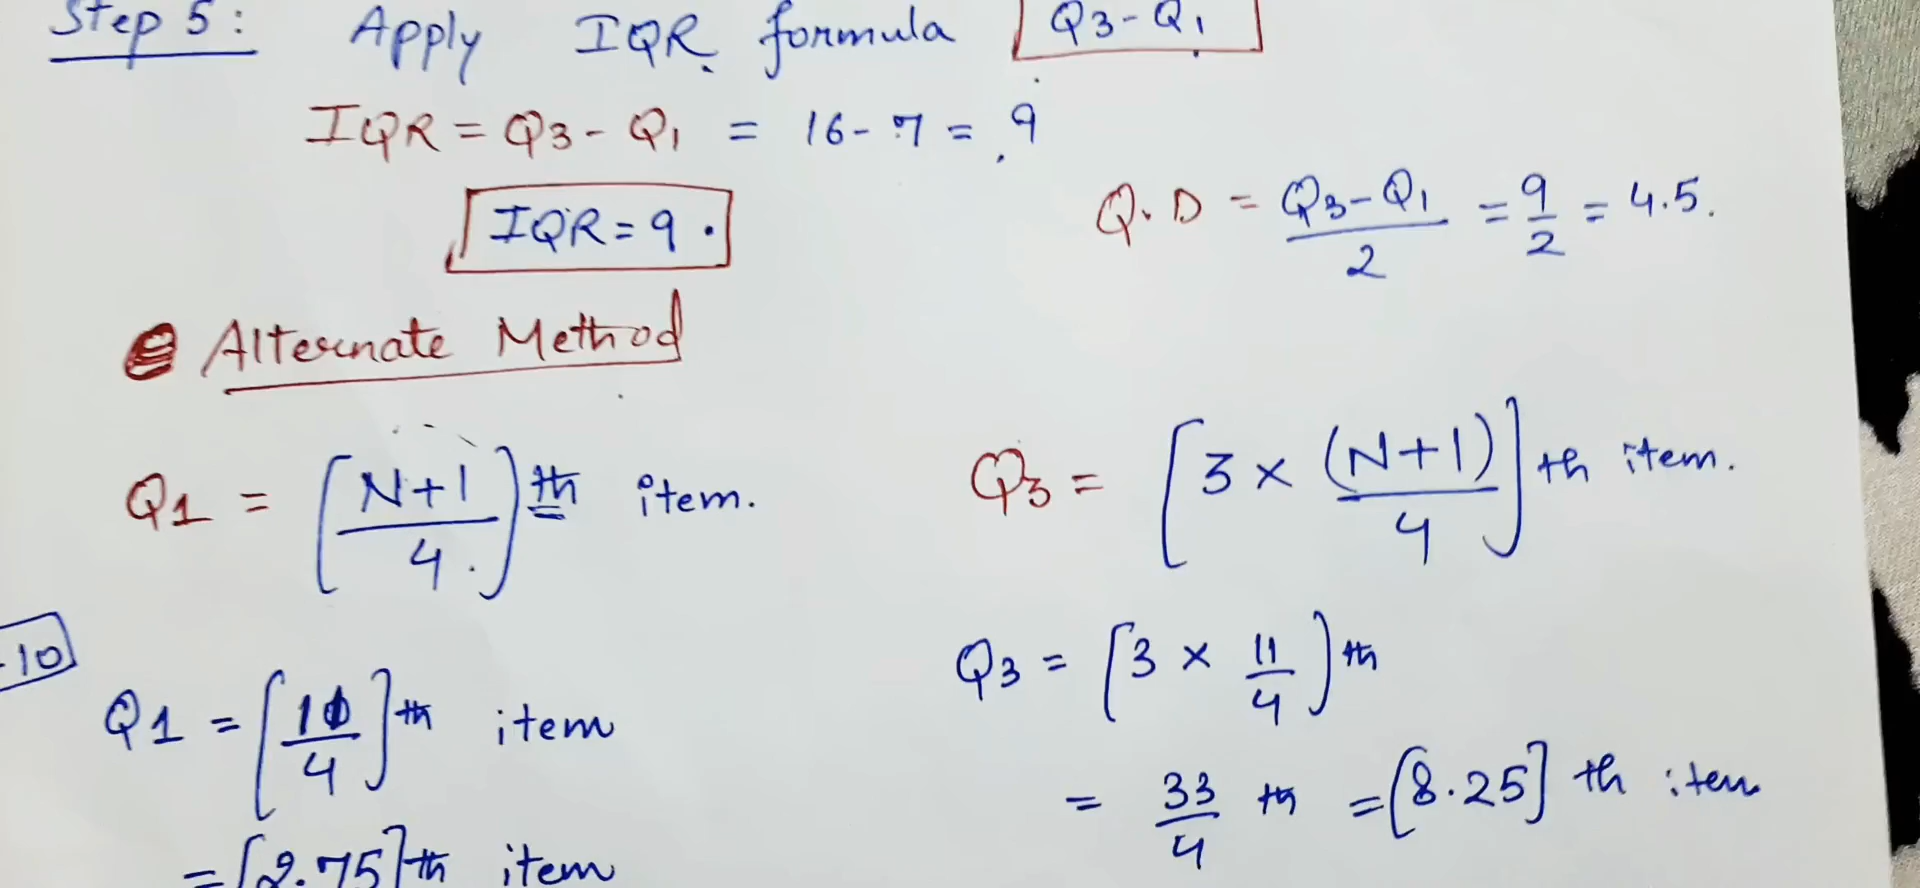 Step 5: Apply IQR formula Q3-Q1
IQR = Q3 - Q1 = 16 - 7 = 9
IQR = 9.
Q.D = Q3-Q1/2 = 9/2 = 4.5.
Alternate Method
Q1 = [N+1/4.]th item.
Q3 = [3 × (N+1)/4]th item.
10
Q1 = [11/4]th item
= [2.75]th item
Q3 = [3 × 11/4]th
= 33/4 th = [8.25]th item